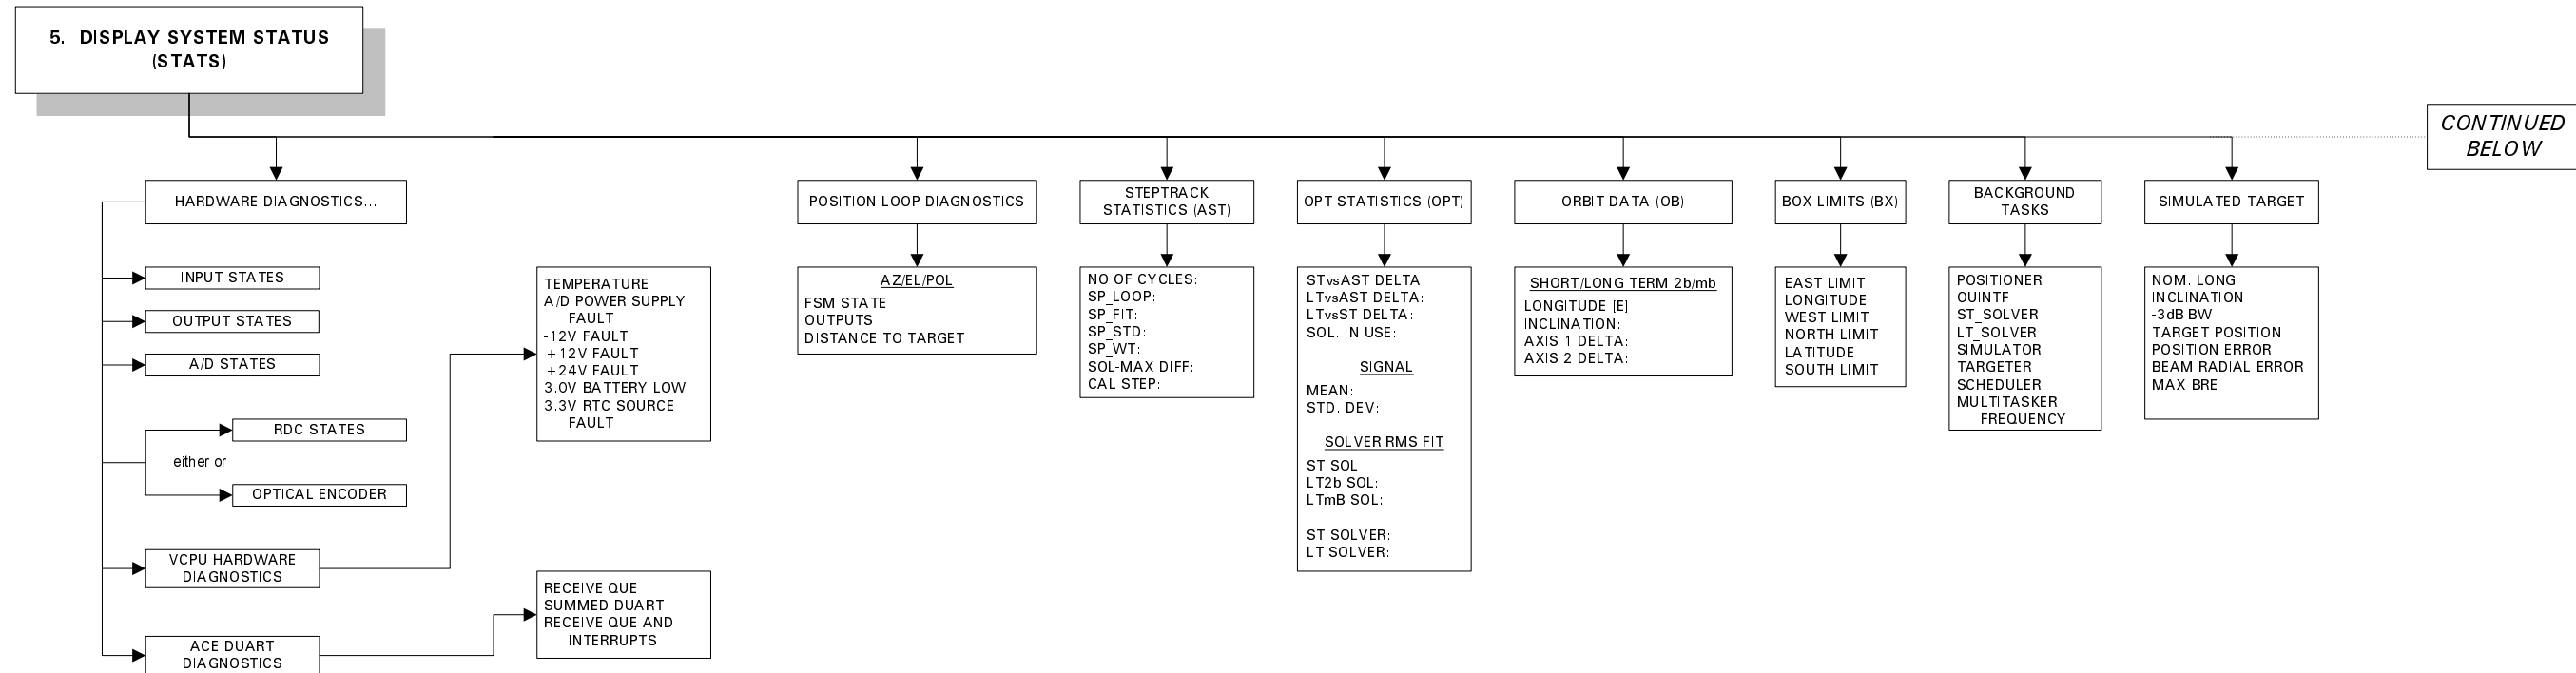 5. DISPLAY SYSTEM STATUS
(STATS)
CONTINUED
BELOW
HARDWARE DIAGNOSTICS...
INPUT STATES
OUTPUT STATES
A/D STATES
RDC STATES
either or
OPTICAL ENCODER
VCPU HARDWARE
DIAGNOSTICS
ACE DUART
DIAGNOSTICS
TEMPERATURE
A/D POWER SUPPLY
FAULT
-12V FAULT
+12V FAULT
+24V FAULT
3.0V BATTERY LOW
3.3V RTC SOURCE
FAULT
RECEIVE QUE
SUMMED DUART
RECEIVE QUE AND
INTERRUPTS
POSITION LOOP DIAGNOSTICS
AZ/EL/POL
FSM STATE
OUTPUTS
DISTANCE TO TARGET
STEPTRACK
STATISTICS (AST)
NO OF CYCLES:
SP_LOOP:
SP_FIT:
SP_STD:
SP_WT:
SOL-MAX DIFF:
CAL STEP:
OPT STATISTICS (OPT)
STvsAST DELTA:
LTvsAST DELTA:
LTvsST DELTA:
SOL. IN USE:
SIGNAL
MEAN:
STD. DEV:
SOLVER RMS FIT
ST SOL
LT2b SOL:
LTmB SOL:
ST SOLVER:
LT SOLVER:
ORBIT DATA (OB)
SHORT/LONG TERM 2b/mb
LONGITUDE [E]
INCLINATION:
AXIS 1 DELTA:
AXIS 2 DELTA:
BOX LIMITS (BX)
EAST LIMIT
LONGITUDE
WEST LIMIT
NORTH LIMIT
LATITUDE
SOUTH LIMIT
BACKGROUND
TASKS
POSITIONER
OUINTF
ST_SOLVER
LT_SOLVER
SIMULATOR
TARGETER
SCHEDULER
MULTITASKER
FREQUENCY
SIMULATED TARGET
NOM. LONG
INCLINATION
-3dB BW
TARGET POSITION
POSITION ERROR
BEAM RADIAL ERROR
MAX BRE